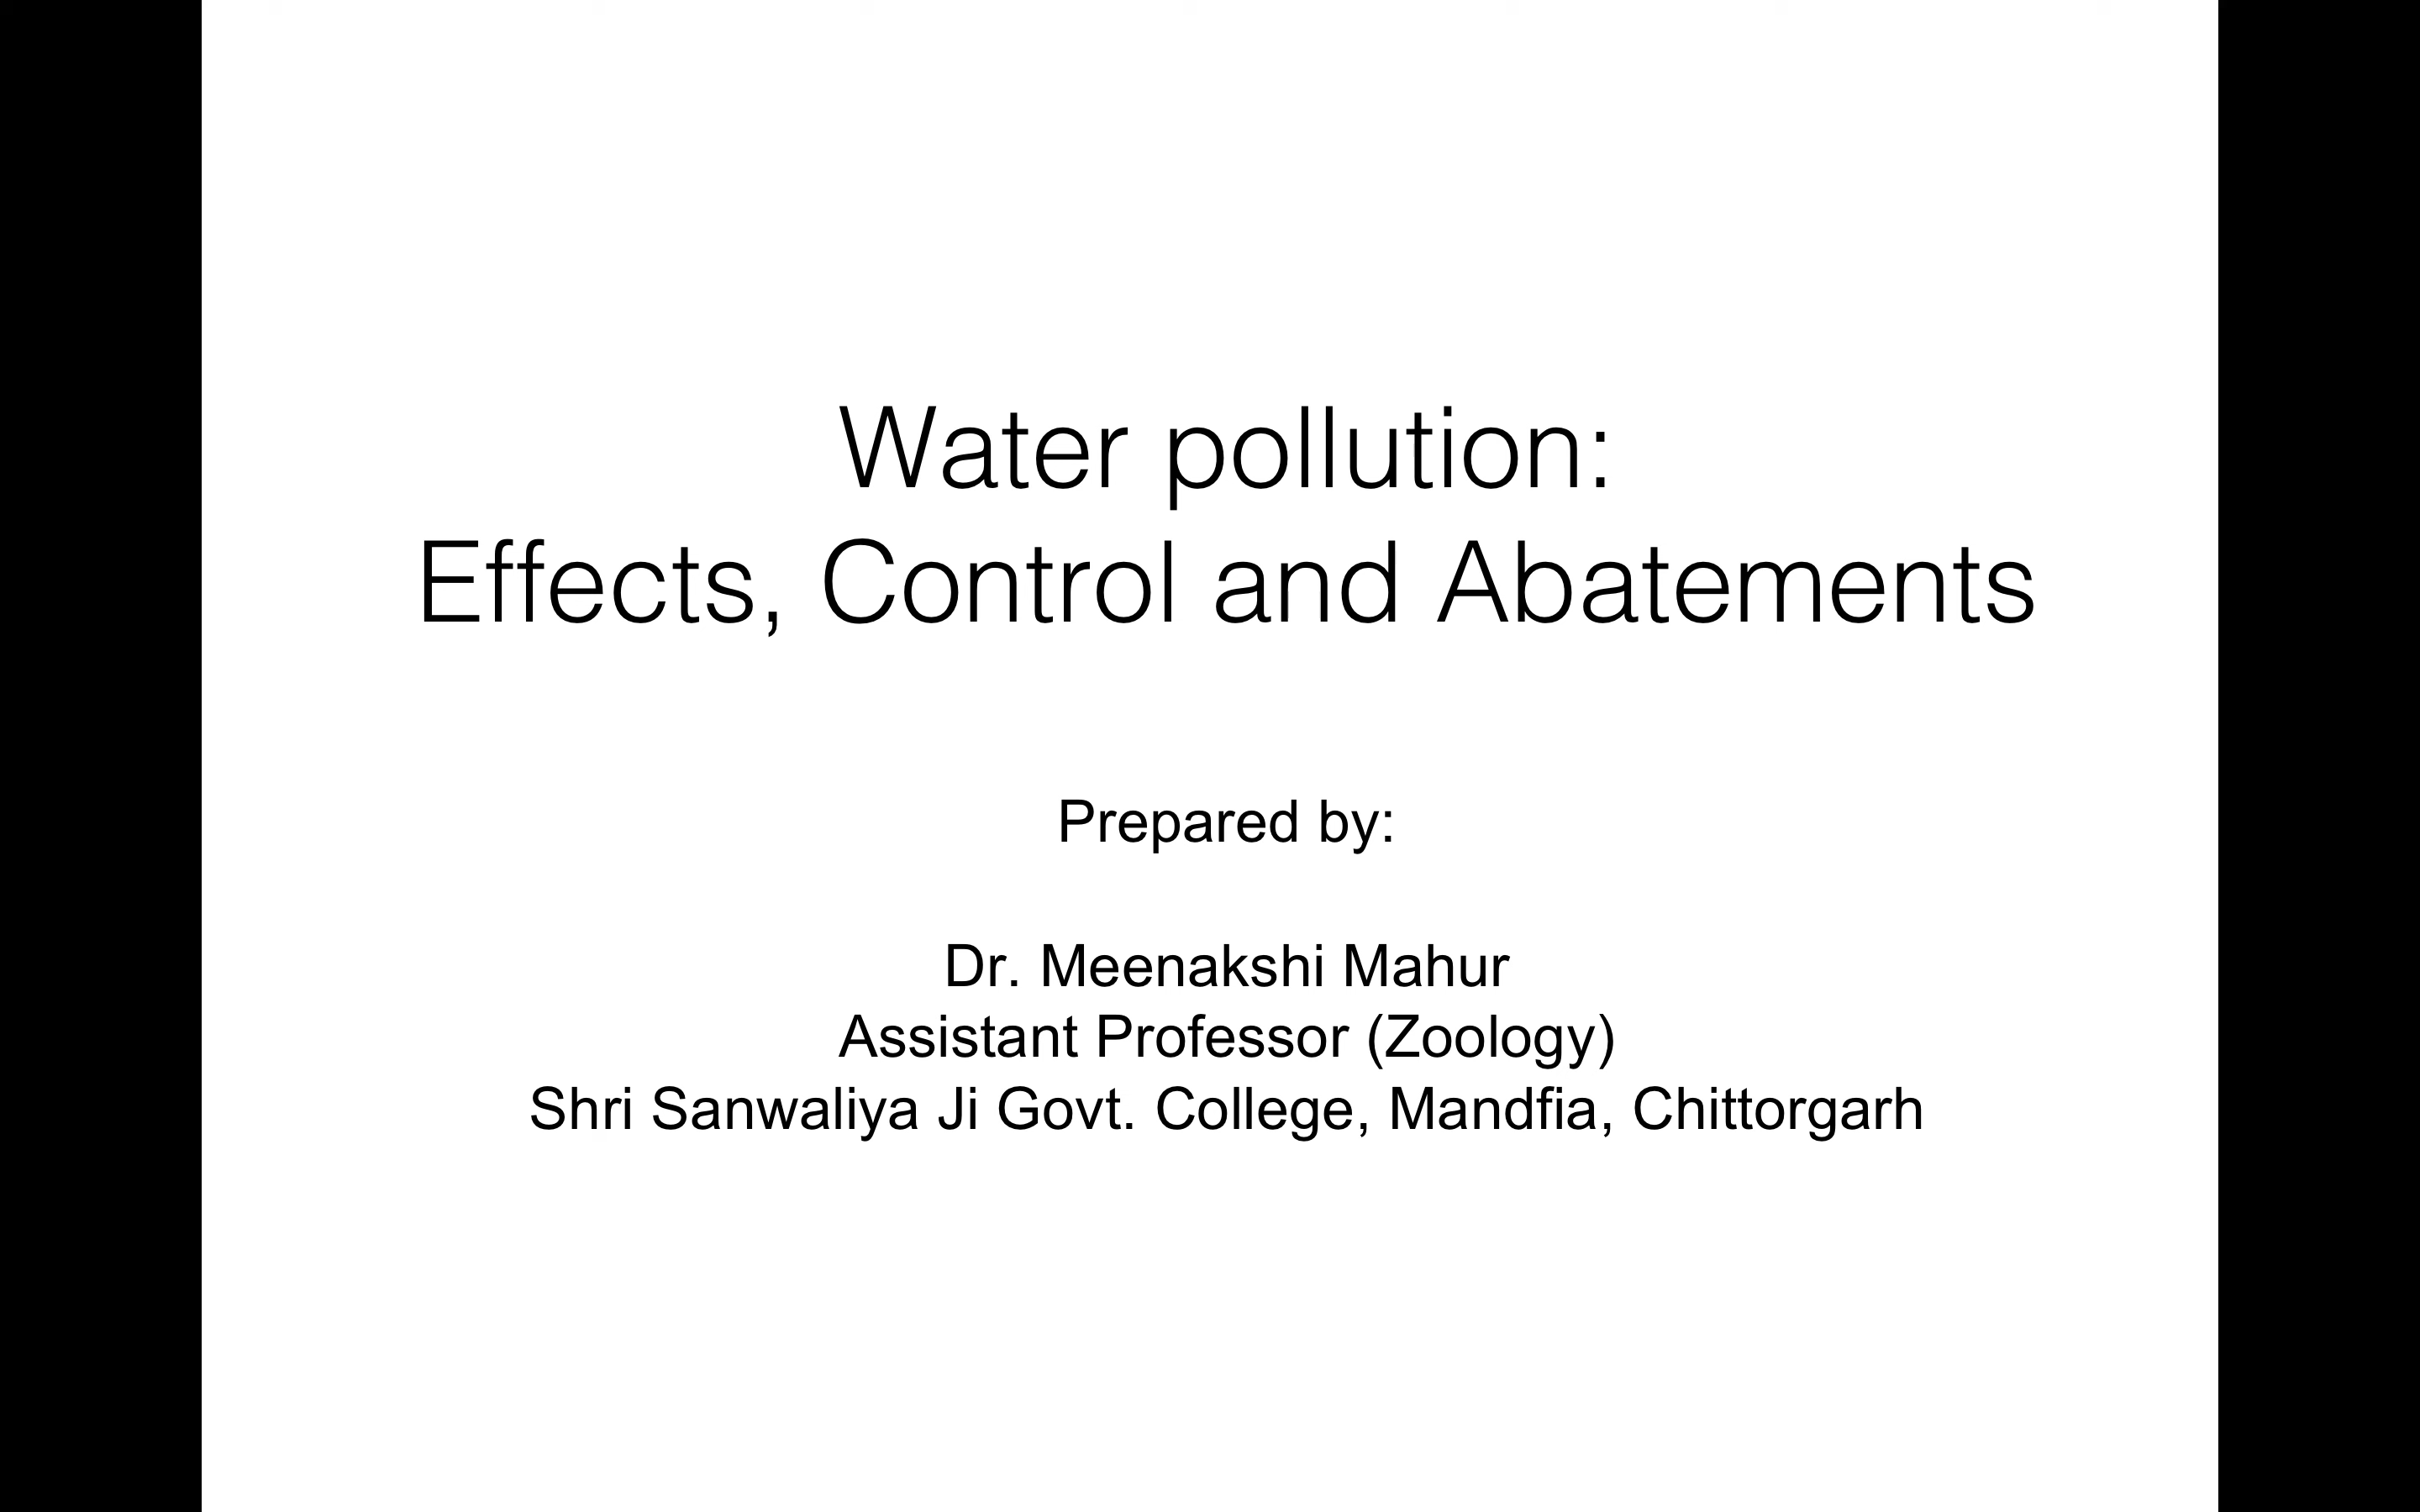 Water pollution:
Effects, Control and Abatements
Prepared by:
Dr. Meenakshi Mahur
Assistant Professor (Zoology)
Shri Sanwaliya Ji Govt. College, Mandfia, Chittorgarh